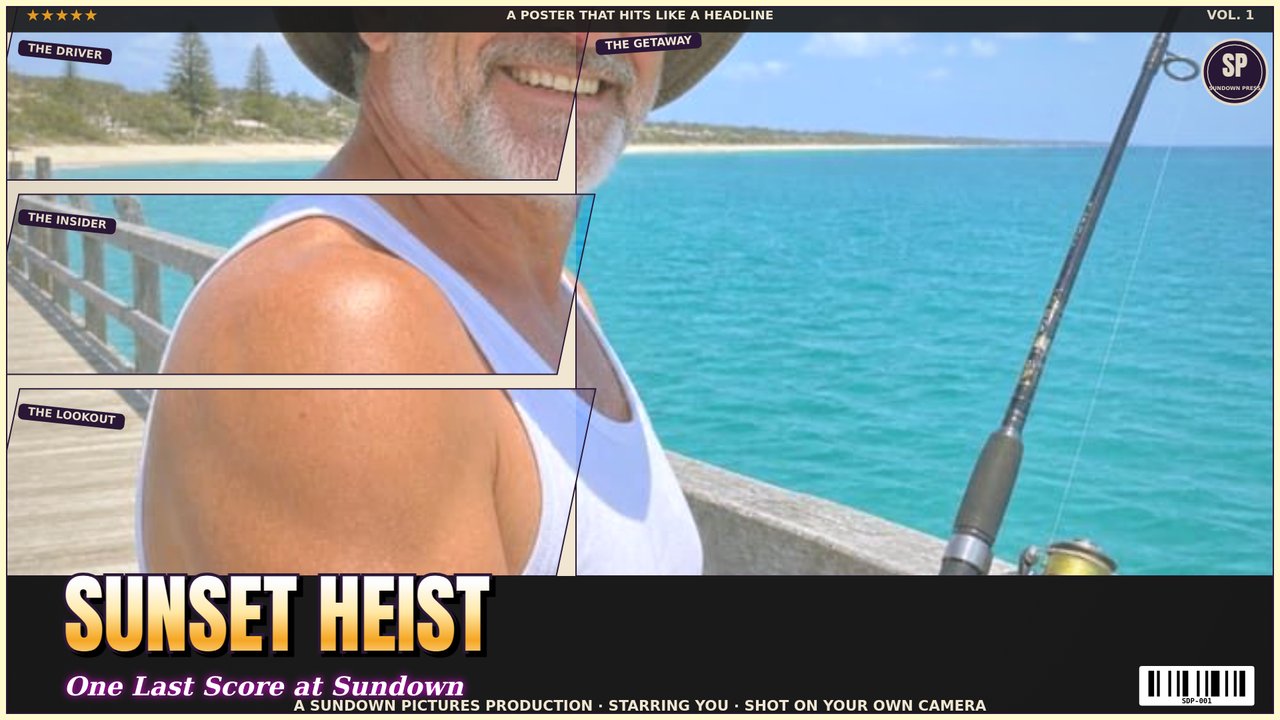 ★★★★★
A POSTER THAT HITS LIKE A HEADLINE
VOL. 1
THE DRIVER
THE GETAWAY
SP
SUNDOWN PRESS
THE INSIDER
THE LOOKOUT
SUNSET HEIST
One Last Score at Sundown
A SUNDOWN PICTURES PRODUCTION · STARRING YOU · SHOT ON YOUR OWN CAMERA
SDP-001